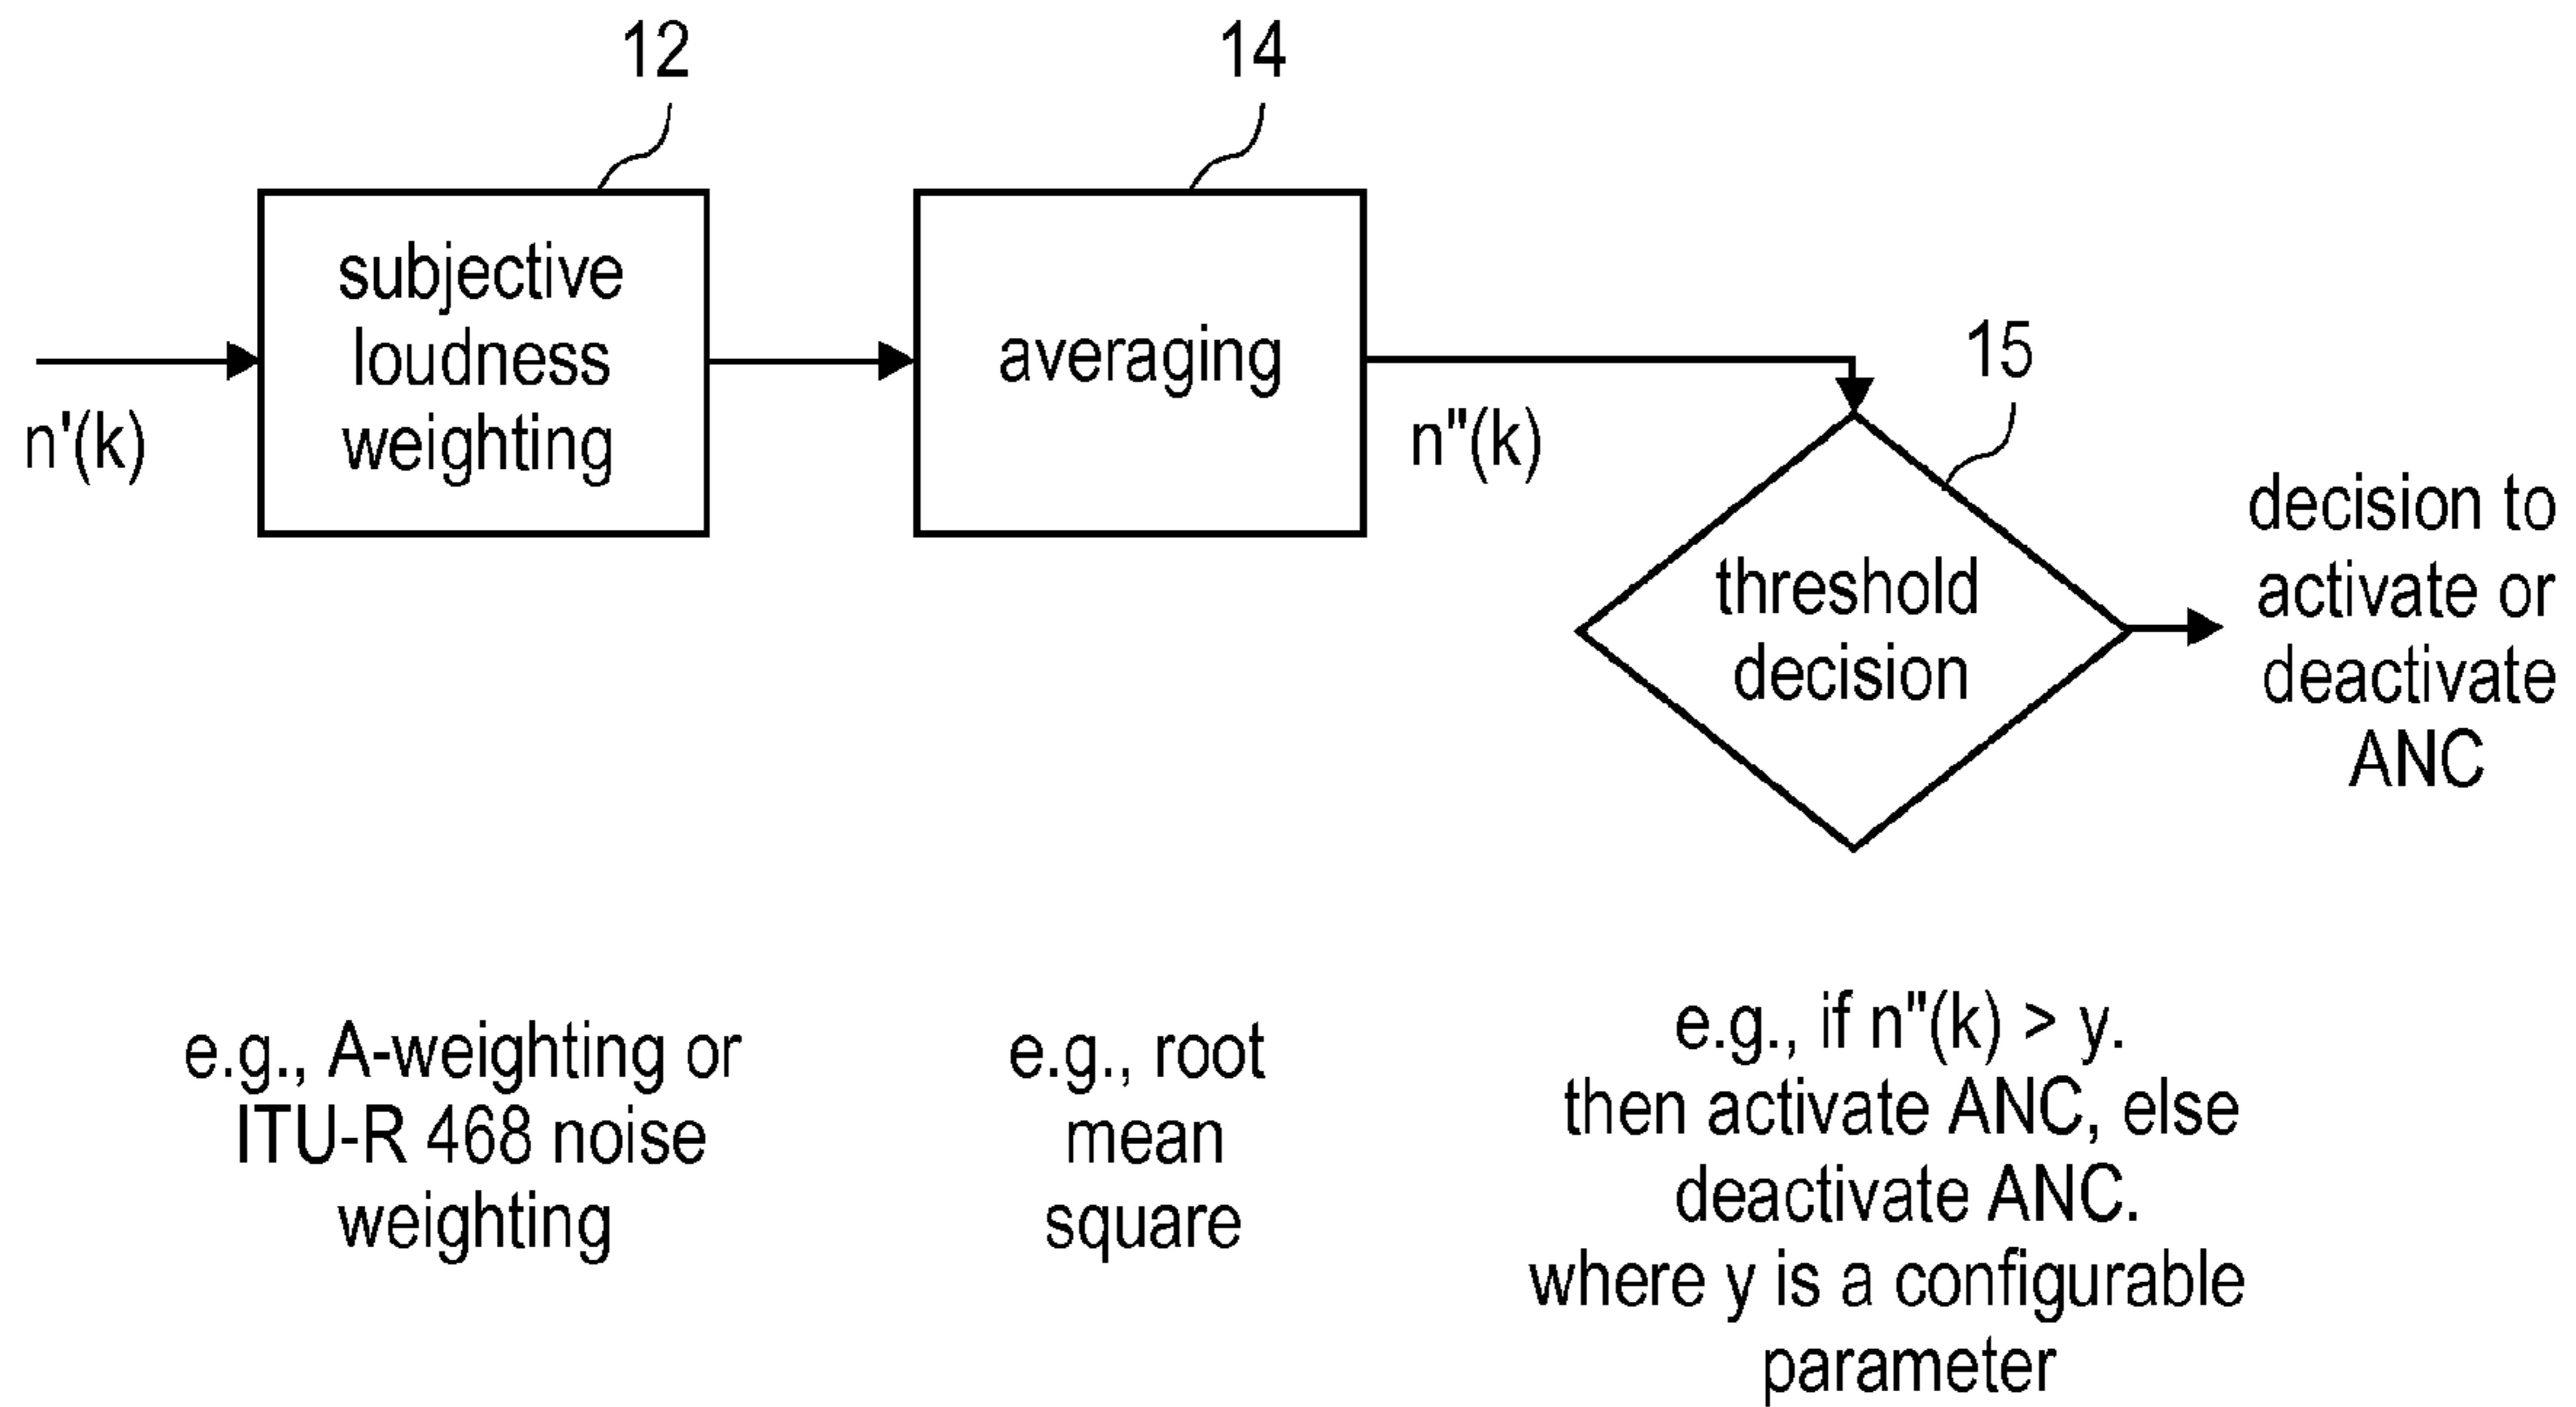 12
14
subjective
loudness
weighting
averaging
n'(k)
n"(k)
15
threshold
decision
decision to
activate or
deactivate
ANC
e.g., A-weighting or
ITU-R 468 noise
weighting
e.g., root
mean
square
e.g., if n"(k) > y.
then activate ANC, else
deactivate ANC.
where y is a configurable
parameter